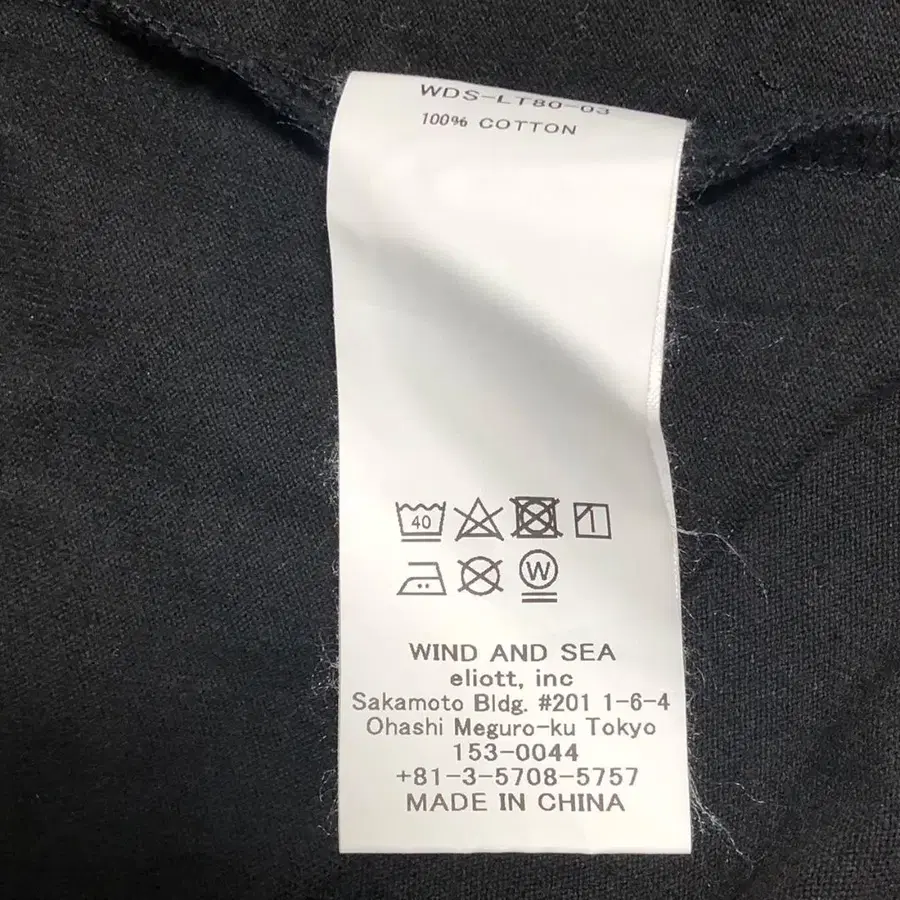 WDS-LT80-03
100% COTTON
40
W
WIND AND SEA
eliott, inc
Sakamoto Bldg. #201 1-6-4
Ohashi Meguro-ku Tokyo
153-0044
+81-3-5708-5757
MADE IN CHINA